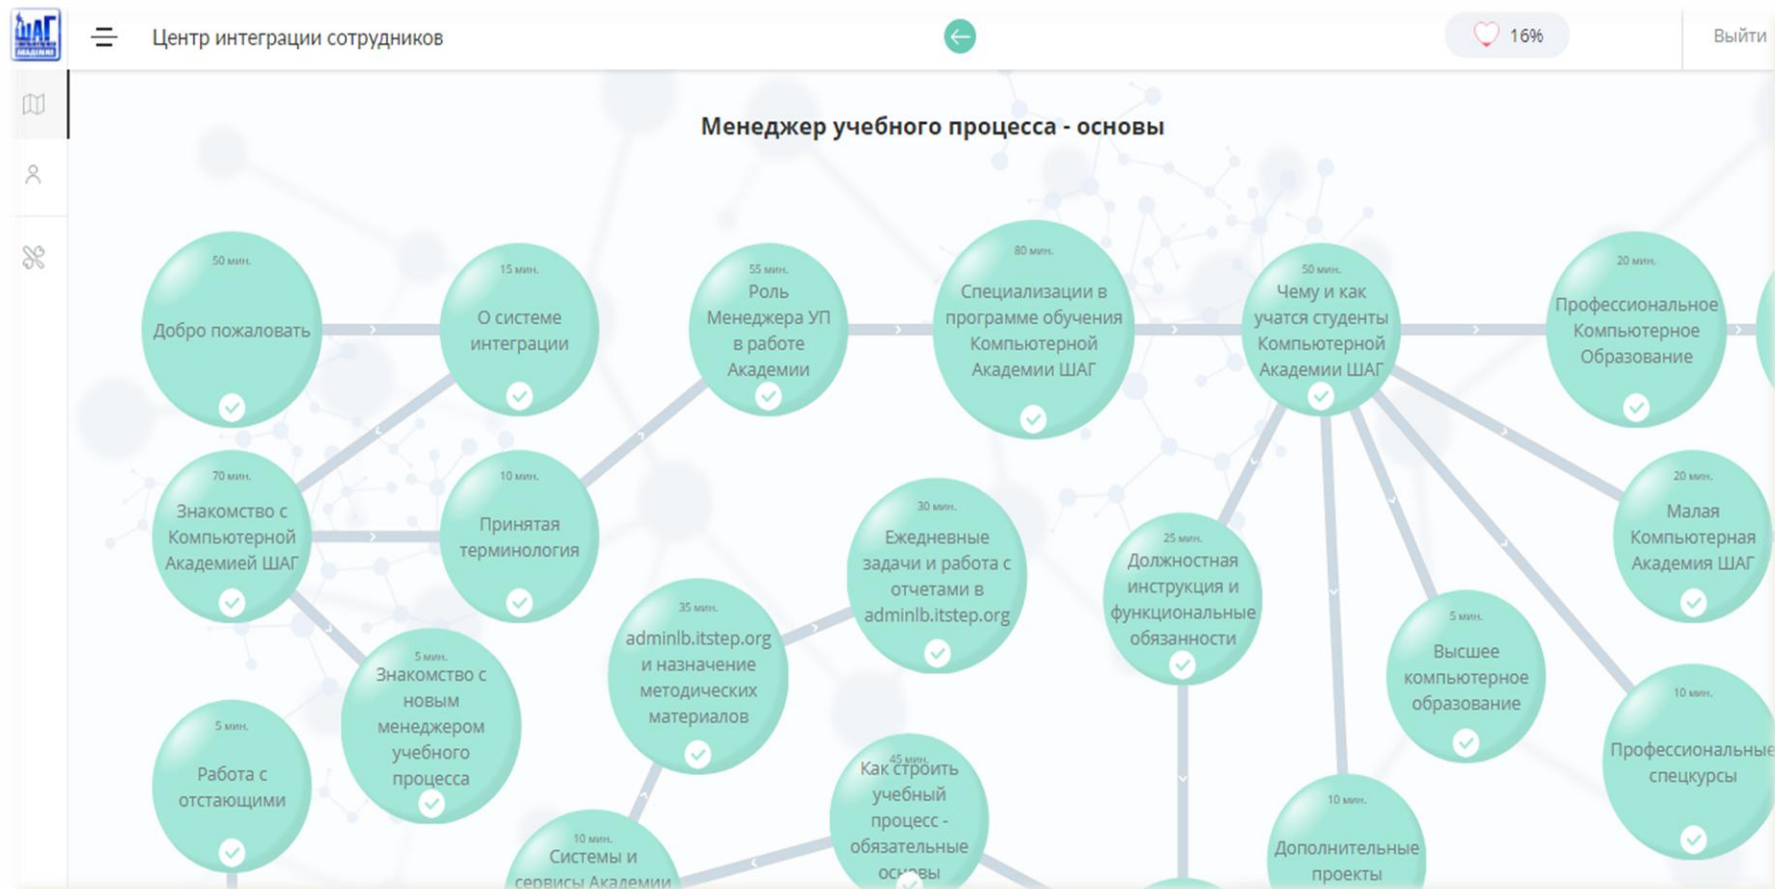 ШАГ
АКАДЕМИЯ
Центр интеграции сотрудников
16%
Выйти
Менеджер учебного процесса - основы
50 мин.
Добро пожаловать
15 мин.
О системе
интеграции
55 мин.
Роль
Менеджера УП
в работе
Академии
80 мин.
Специализации в
программе обучения
Компьютерной
Академии ШАГ
50 мин.
Чему и как
учатся студенты
Компьютерной
Академии ШАГ
20 мин.
Профессиональное
Компьютерное
Образование
70 мин.
Знакомство с
Компьютерной
Академией ШАГ
10 мин.
Принятая
терминология
30 мин.
Ежедневные
задачи и работа с
отчетами в
adminlb.itstep.org
25 мин.
Должностная
инструкция и
функциональные
обязанности
20 мин.
Малая
Компьютерная
Академия ШАГ
5 мин.
Знакомство с
новым
менеджером
учебного
процесса
35 мин.
adminlb.itstep.org
и назначение
методических
материалов
5 мин.
Высшее
компьютерное
образование
10 мин.
Профессиональные
спецкурсы
5 мин.
Работа с
отстающими
45 мин.
Как строить
учебный
процесс -
обязательные
основы
10 мин.
Системы и
сервисы Академии
10 мин.
Дополнительные
проекты